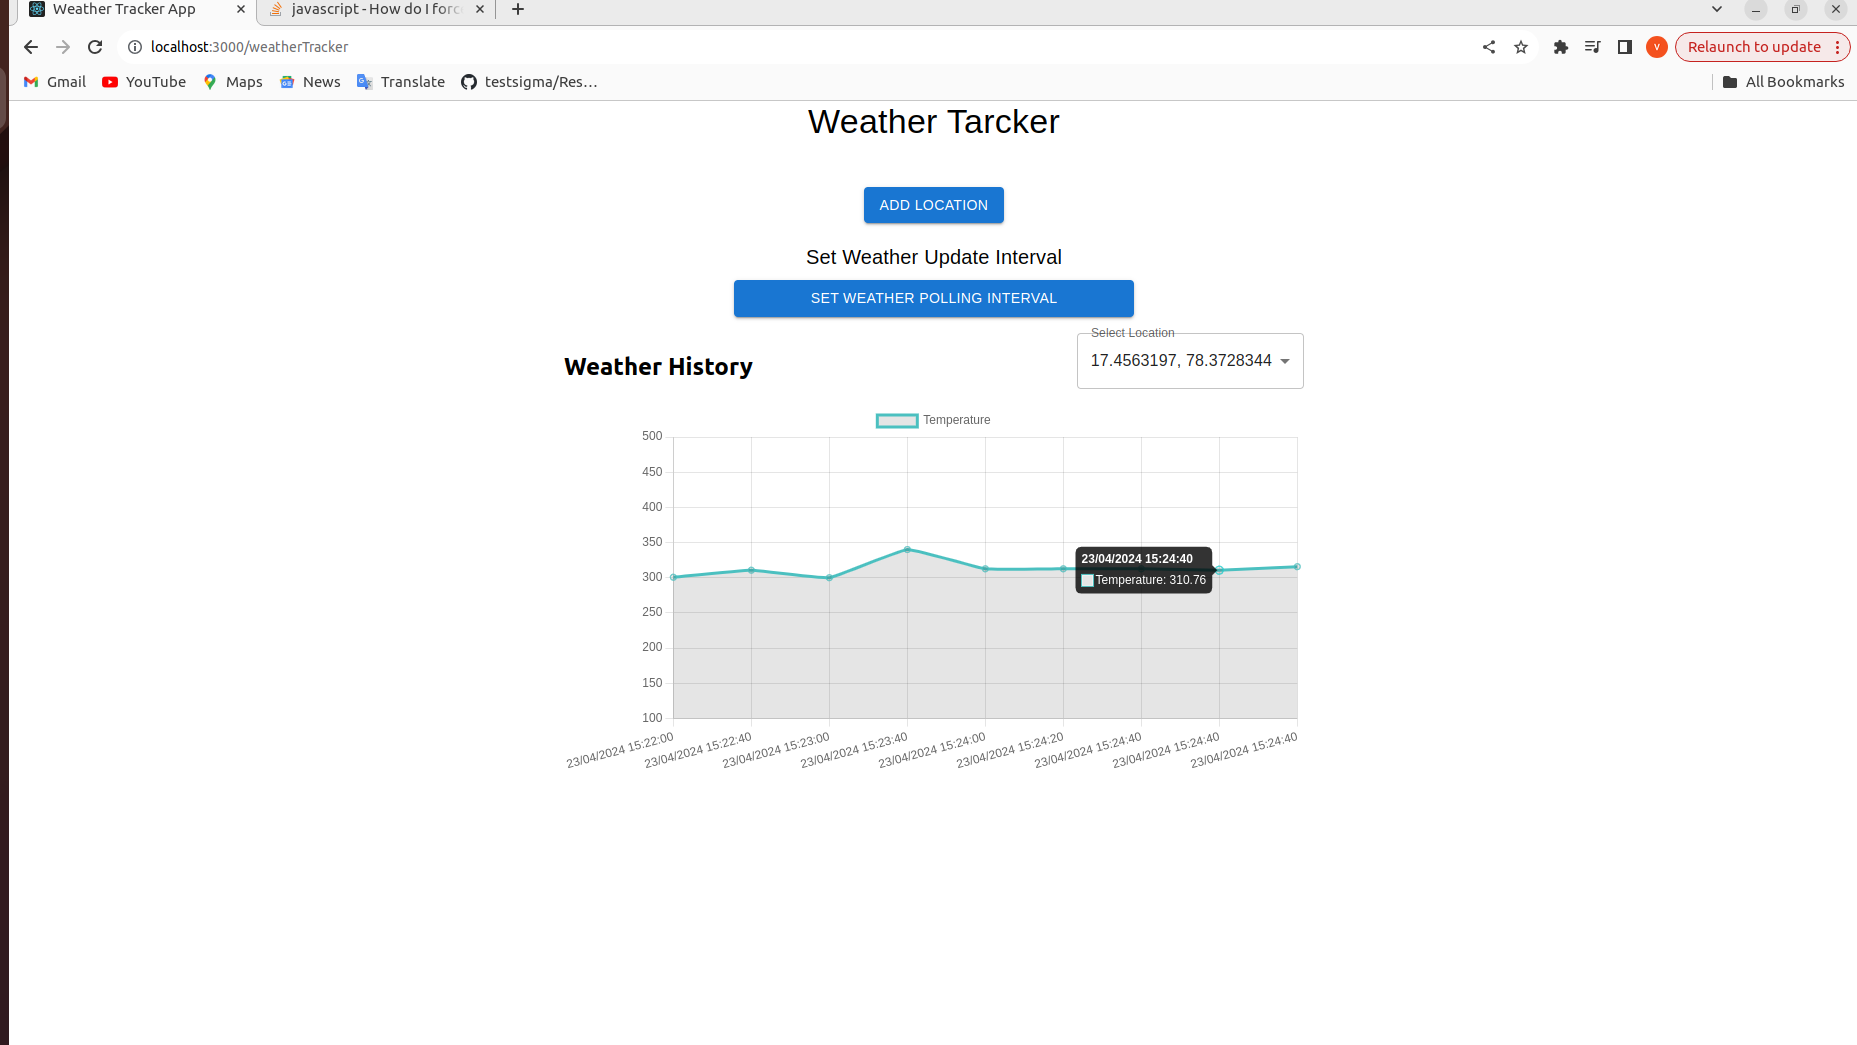 Weather Tracker App
javascript - How do I forc
localhost:3000/weatherTracker
V
Relaunch to update
Gmail
YouTube
Maps
News
Translate
testsigma/Res...
All Bookmarks
Weather Tarcker
ADD LOCATION
Set Weather Update Interval
SET WEATHER POLLING INTERVAL
Select Location
17.4563197, 78.3728344
Weather History
Temperature
500
450
400
350
300
250
200
150
100
23/04/2024 15:24:40
Temperature: 310.76
23/04/2024 15:22:00
23/04/2024 15:22:40
23/04/2024 15:23:00
23/04/2024 15:23:40
23/04/2024 15:24:00
23/04/2024 15:24:20
23/04/2024 15:24:40
23/04/2024 15:24:40
23/04/2024 15:24:40